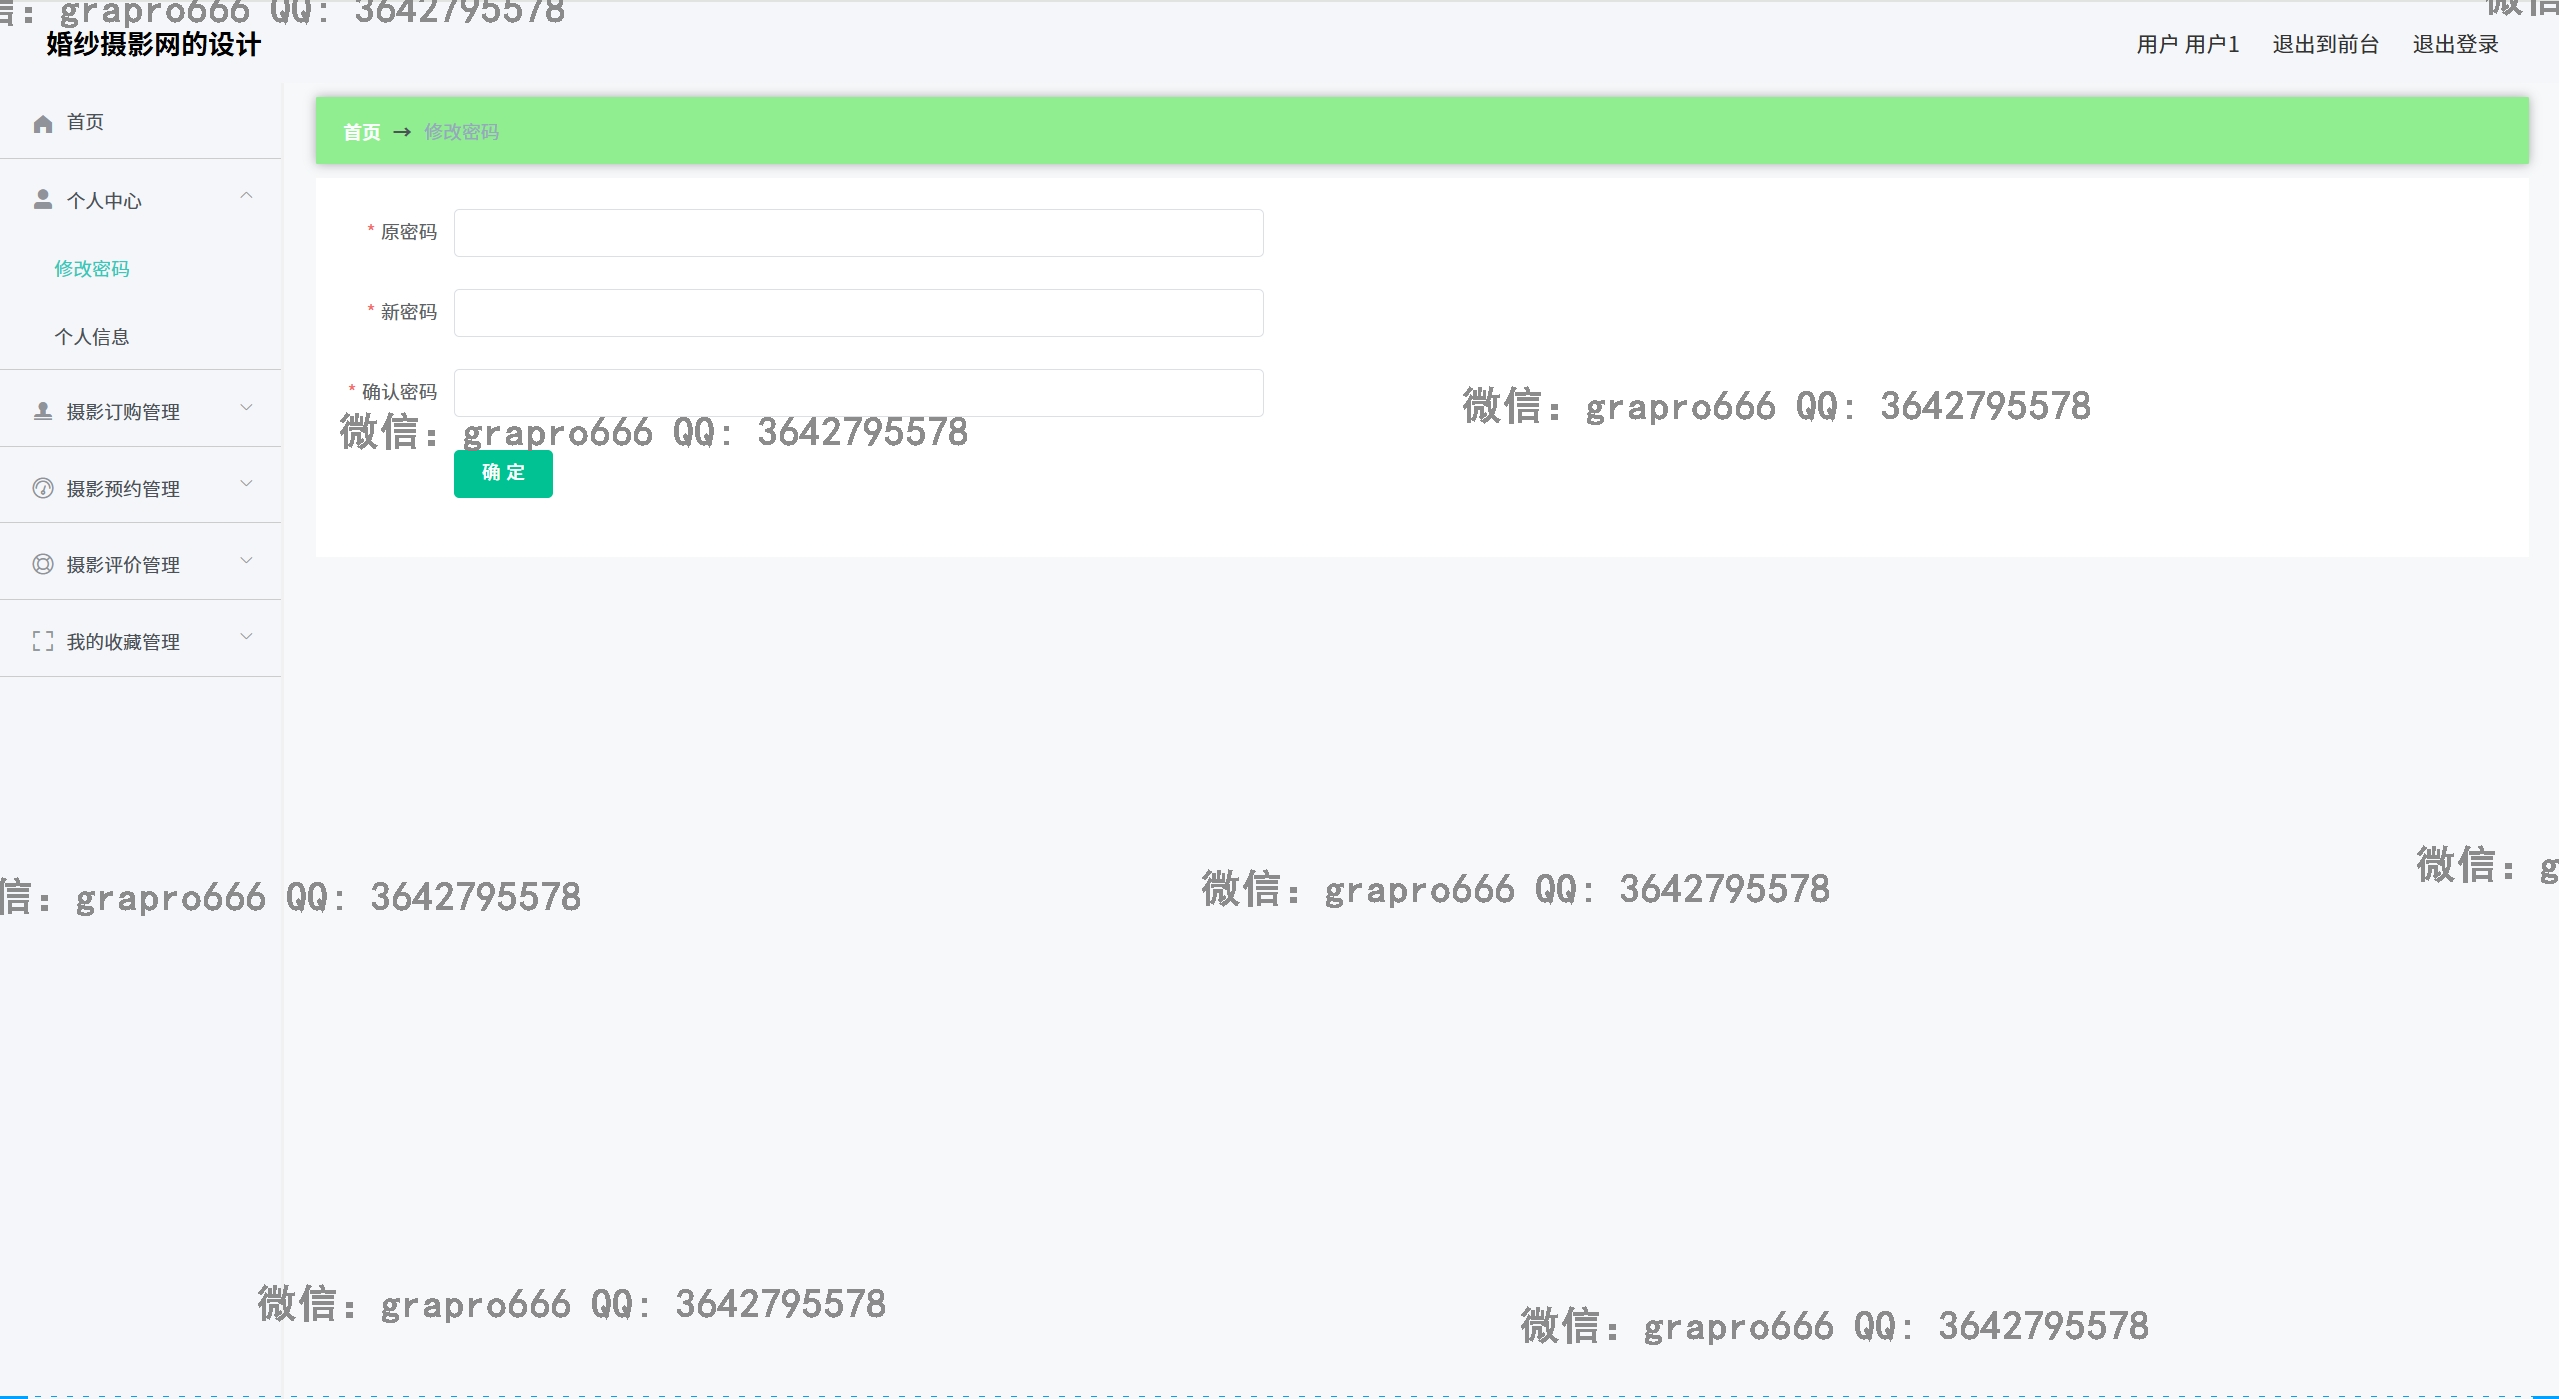 信：grapro666 QQ: 3642795578
微信
婚纱摄影网的设计
用户 用户1 退出到前台 退出登录
首页
个人中心
修改密码
个人信息
摄影订购管理
摄影预约管理
摄影评价管理
我的收藏管理
首页 → 修改密码
* 原密码
* 新密码
* 确认密码
微信：grapro666 QQ: 3642795578
微信：grapro666 QQ: 3642795578
确 定
信：grapro666 QQ: 3642795578
微信：grapro666 QQ: 3642795578
微信：g
微信：grapro666 QQ: 3642795578
微信：grapro666 QQ: 3642795578